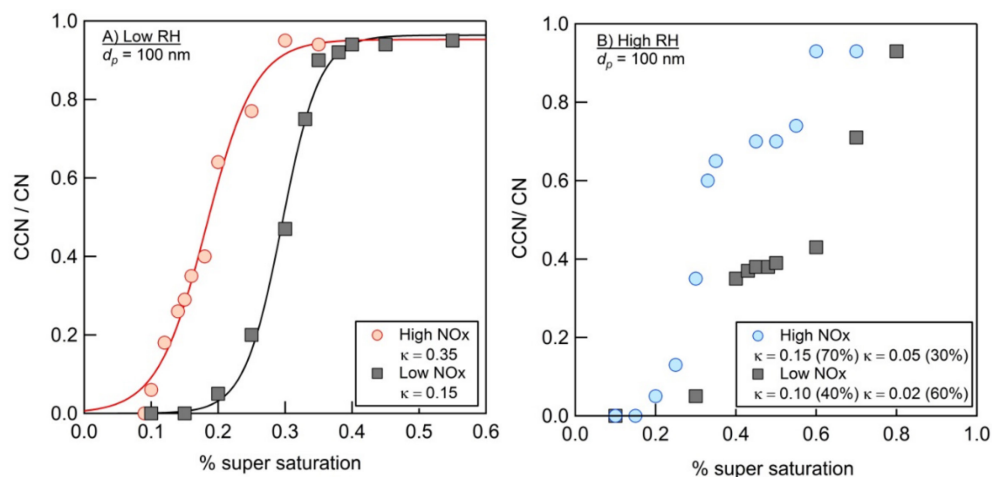 A) Low RH
dp = 100 nm
CCN / CN
1.0
0.8
0.6
0.4
0.2
0.0
0.0 0.1 0.2 0.3 0.4 0.5 0.6
% super saturation
High NOx
κ = 0.35
Low NOx
κ = 0.15
B) High RH
dp = 100 nm
CCN/ CN
1.0
0.8
0.6
0.4
0.2
0.0
0.0 0.2 0.4 0.6 0.8 1.0
% super saturation
High NOx
κ = 0.15 (70%) κ = 0.05 (30%)
Low NOx
κ = 0.10 (40%) κ = 0.02 (60%)